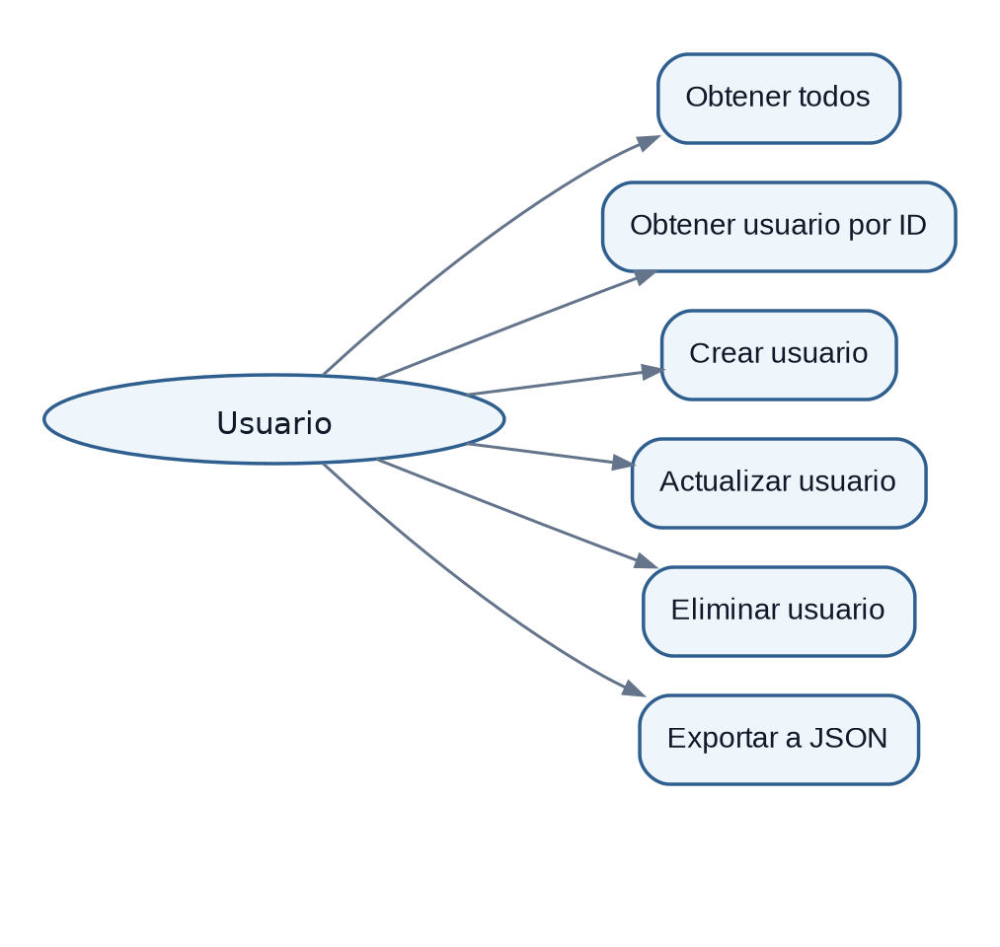 Obtener todos
Obtener usuario por ID
Crear usuario
Usuario
Actualizar usuario
Eliminar usuario
Exportar a JSON